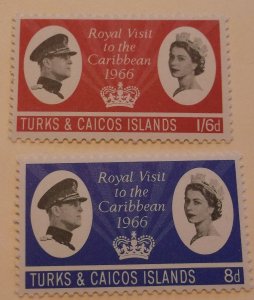 Royal Visit
to the
Caribbean
1966
TURKS & CAICOS ISLANDS 1/6d
Royal Visit
to the
Caribbean
1966
TURKS & CAICOS ISLANDS 8d